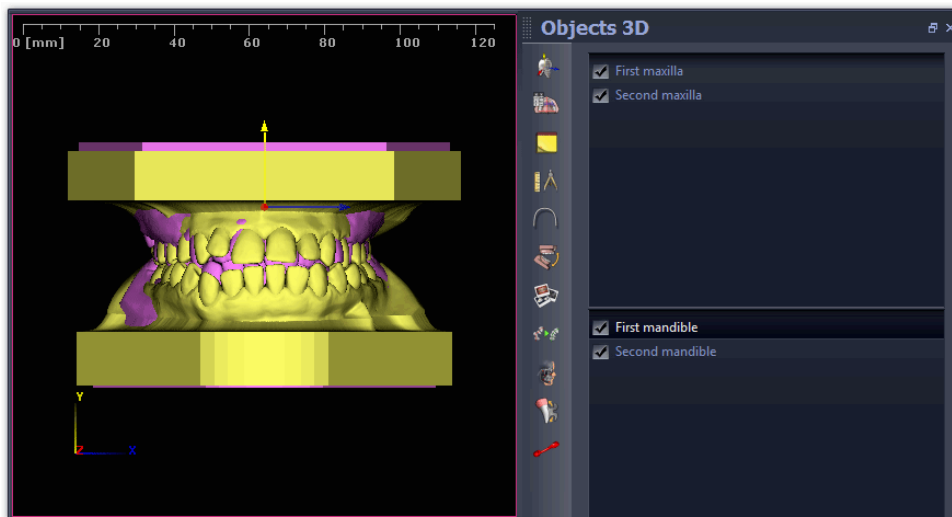 Objects 3D
0 [mm] 20 40 60 80 100 120
First maxilla
Second maxilla
First mandible
Second mandible
Y
Z X